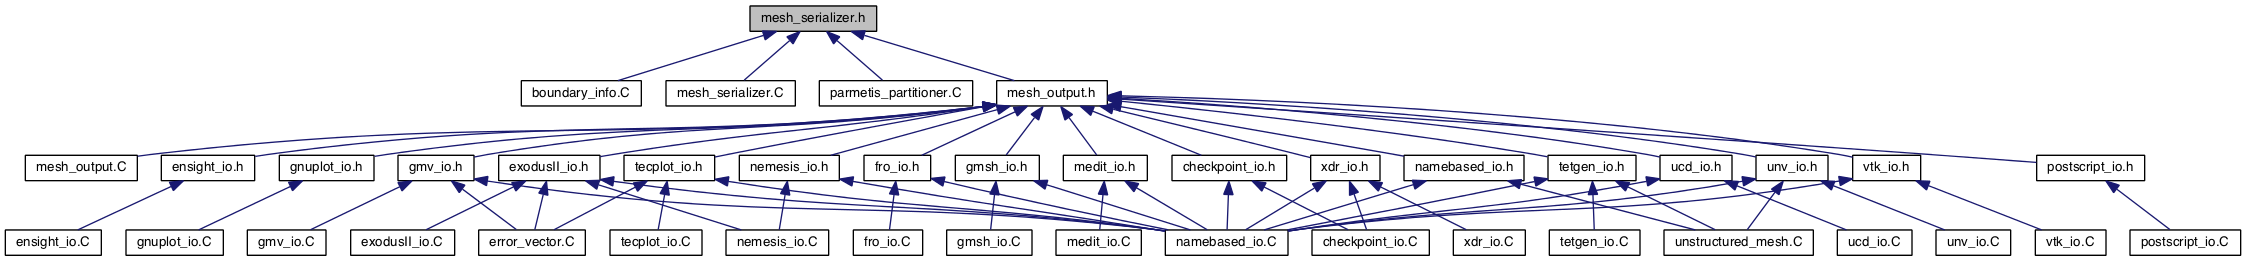 mesh_serializer.h
boundary_info.C
mesh_serializer.C
parmetis_partitioner.C
mesh_output.h
mesh_output.C
ensight_io.h
gnuplot_io.h
gmv_io.h
exodusII_io.h
tecplot_io.h
nemesis_io.h
fro_io.h
gmsh_io.h
medit_io.h
checkpoint_io.h
xdr_io.h
namebased_io.h
tetgen_io.h
ucd_io.h
unv_io.h
vtk_io.h
postscript_io.h
ensight_io.C
gnuplot_io.C
gmv_io.C
exodusII_io.C
error_vector.C
tecplot_io.C
nemesis_io.C
fro_io.C
gmsh_io.C
medit_io.C
namebased_io.C
checkpoint_io.C
xdr_io.C
tetgen_io.C
unstructured_mesh.C
ucd_io.C
unv_io.C
vtk_io.C
postscript_io.C